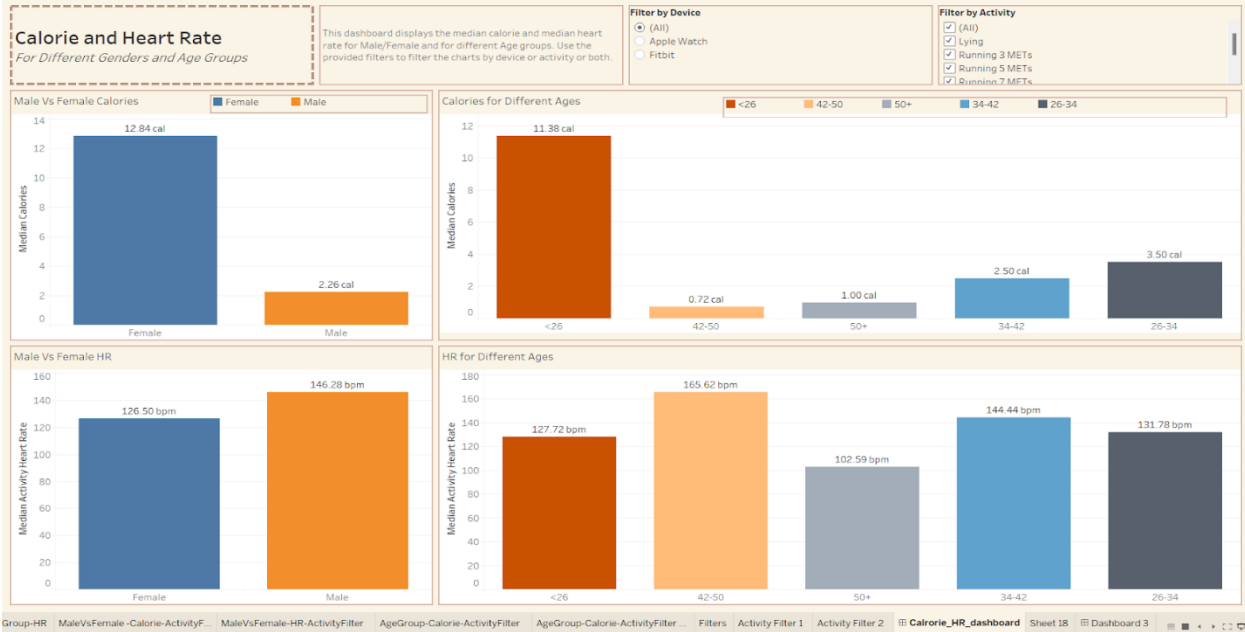 Calorie and Heart Rate
For Different Genders and Age Groups
This dashboard displays the median calorie and median heart
rate for Male/Female and for different Age groups. Use the
provided filters to filter the charts by device or activity or both.
Filter by Device
(All)
Apple Watch
Fitbit
Filter by Activity
(All)
Lying
Running 3 METs
Running 5 METs
Running 7 METs
Male Vs Female Calories
Female
Male
14
12
10
8
6
4
2
0
Median Calories
12.84 cal
2.26 cal
Female
Male
Calories for Different Ages
<26
42-50
50+
34-42
26-34
12
10
8
6
4
2
0
Median Calories
11.38 cal
0.72 cal
1.00 cal
2.50 cal
3.50 cal
<26
42-50
50+
34-42
26-34
Male Vs Female HR
160
140
120
100
80
60
40
20
0
Median Activity Heart Rate
126.50 bpm
146.28 bpm
Female
Male
HR for Different Ages
180
160
140
120
100
80
60
40
20
0
Median Activity Heart Rate
127.72 bpm
165.62 bpm
102.59 bpm
144.44 bpm
131.78 bpm
<26
42-50
50+
34-42
26-34
Group-HR
MaleVsFemale -Calorie-ActivityF...
MaleVsFemale-HR-ActivityFilter
AgeGroup-Calorie-ActivityFilter
AgeGroup-Calorie-ActivityFilter ...
Filters
Activity Filter 1
Activity Filter 2
Calrorie_HR_dashboard
Sheet 18
Dashboard 3